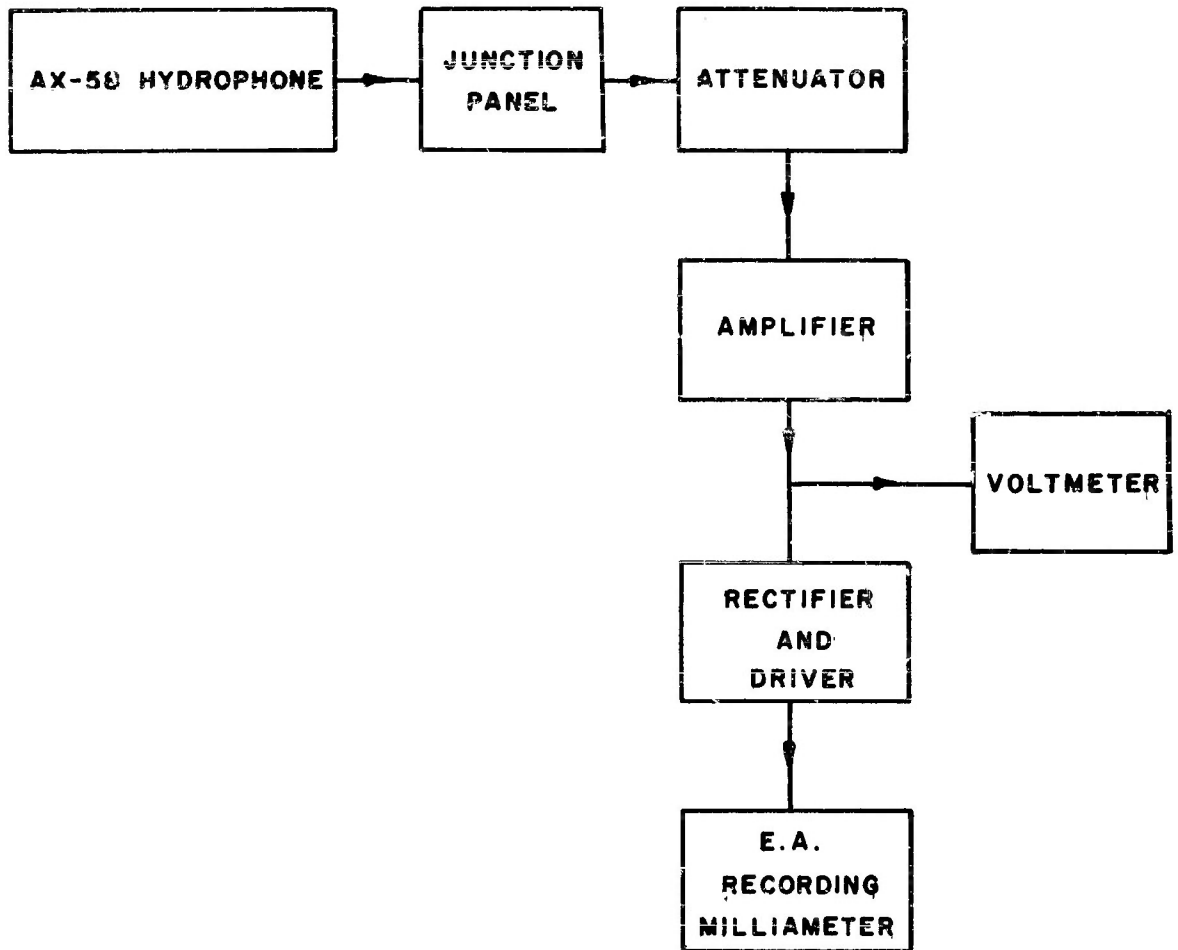 AX-58 HYDROPHONE
JUNCTION
PANEL
ATTENUATOR
AMPLIFIER
VOLTMETER
RECTIFIER
AND
DRIVER
E.A.
RECORDING
MILLIAMETER